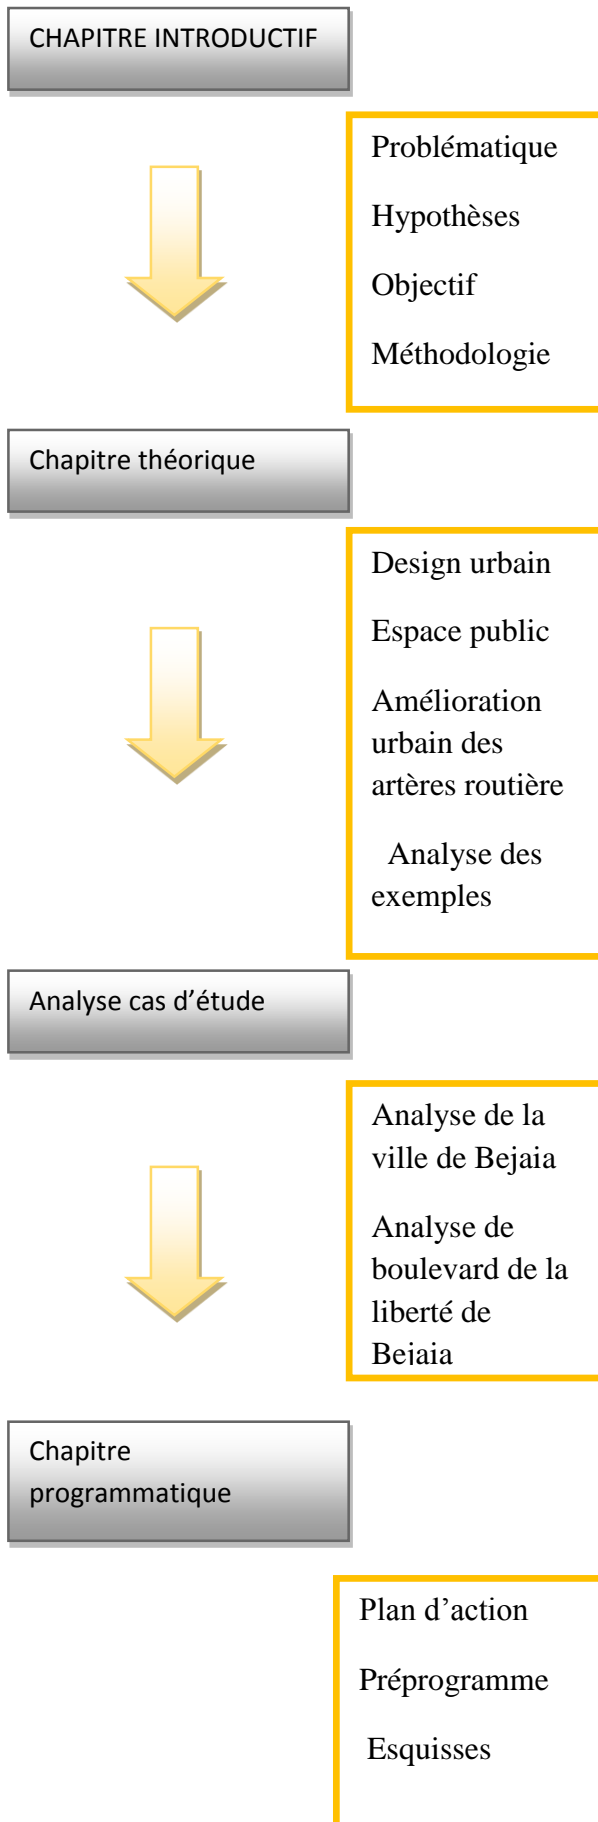 CHAPITRE INTRODUCTIF
Problématique
Hypothèses
Objectif
Méthodologie
Chapitre théorique
Design urbain
Espace public
Amélioration
urbain des
artères routière
Analyse des
exemples
Analyse cas d’étude
Analyse de la
ville de Bejaia
Analyse de
boulevard de la
liberté de
Bejaia
Chapitre
programmatique
Plan d’action
Préprogramme
Esquisses